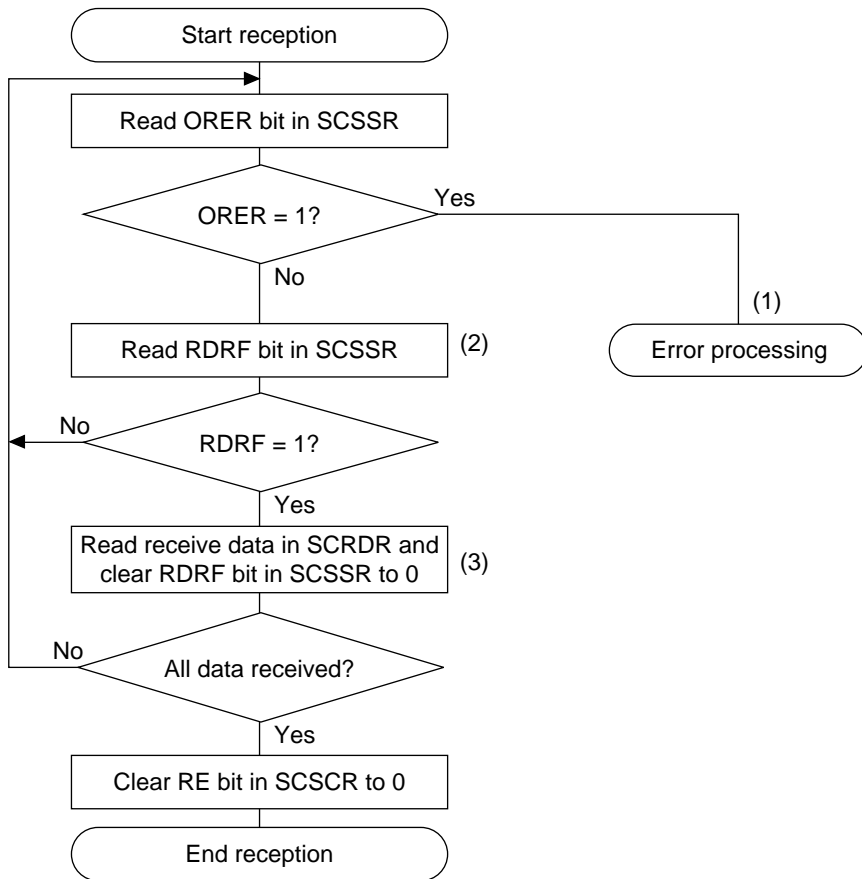 Start reception
Read ORER bit in SCSSR
Yes
ORER = 1?
No
(1)
Read RDRF bit in SCSSR
(2)
Error processing
No
RDRF = 1?
Yes
Read receive data in SCRDR and
clear RDRF bit in SCSSR to 0
(3)
No
All data received?
Yes
Clear RE bit in SCSCR to 0
End reception